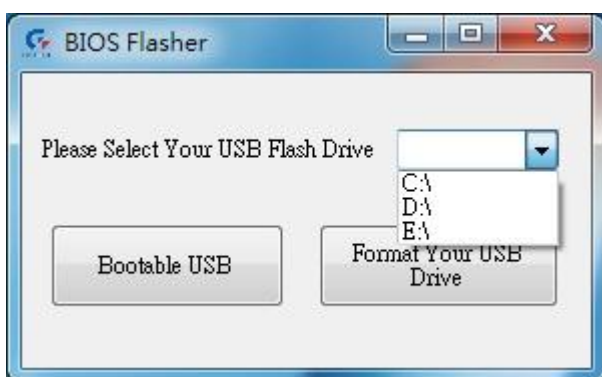 BIOS Flasher
Please Select Your USB Flash Drive
C:\
D:\
E:\
Bootable USB
Format Your USB
Drive